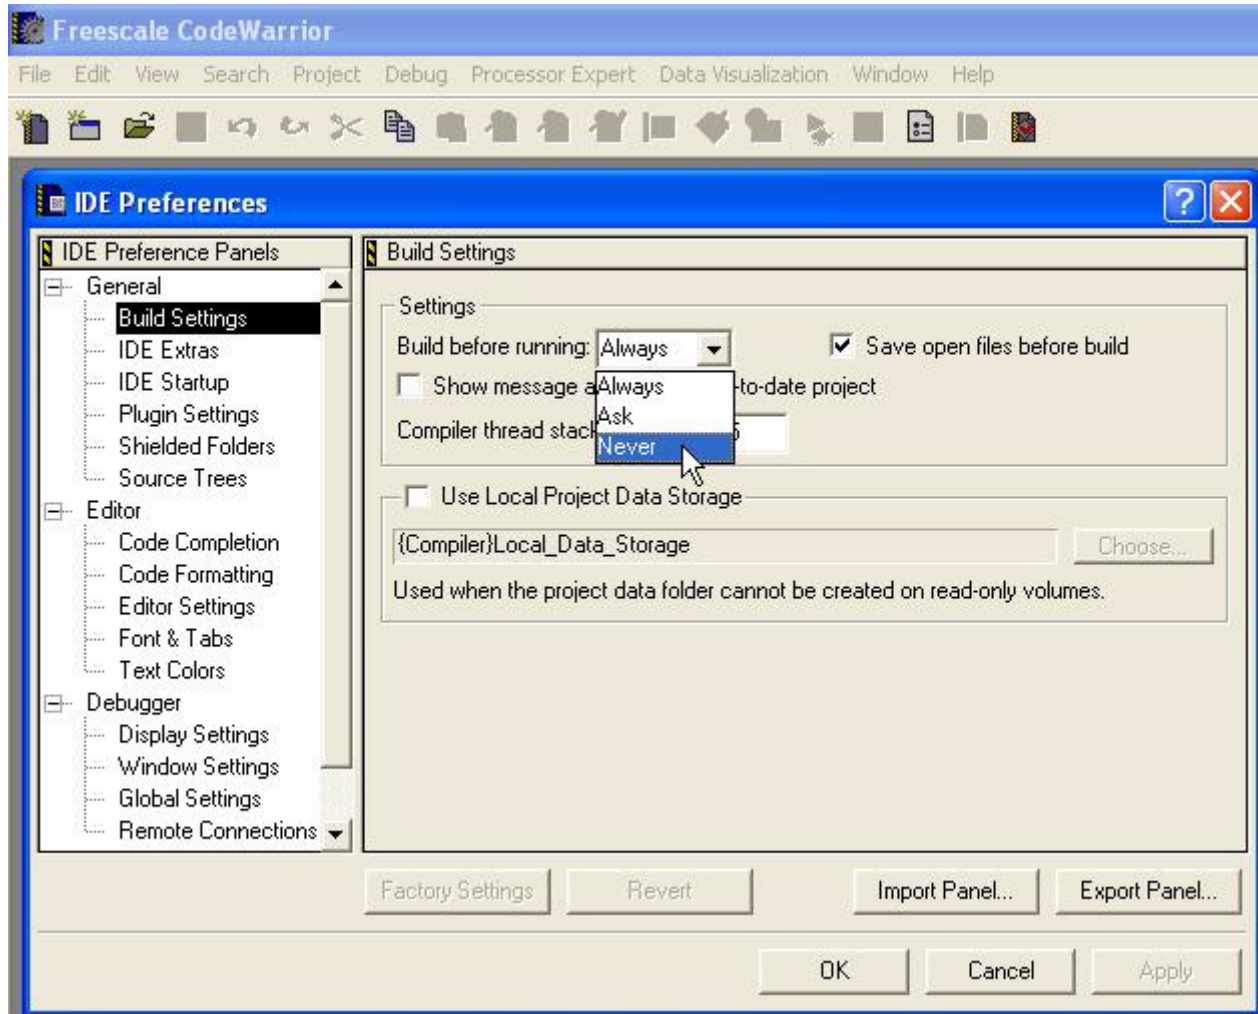 Freescale CodeWarrior
File Edit View Search Project Debug Processor Expert Data Visualization Window Help
IDE Preferences
IDE Preference Panels
General
Build Settings
IDE Extras
IDE Startup
Plugin Settings
Shielded Folders
Source Trees
Editor
Code Completion
Code Formatting
Editor Settings
Font & Tabs
Text Colors
Debugger
Display Settings
Window Settings
Global Settings
Remote Connections
Build Settings
Settings
Build before running: Always Save open files before build
Show message -to-date project
Compiler thread
Always
Ask
Never
Use Local Project Data Storage
{Compiler}Local_Data_Storage Choose...
Used when the project data folder cannot be created on read-only volumes.
Factory Settings Revert Import Panel... Export Panel...
OK Cancel Apply